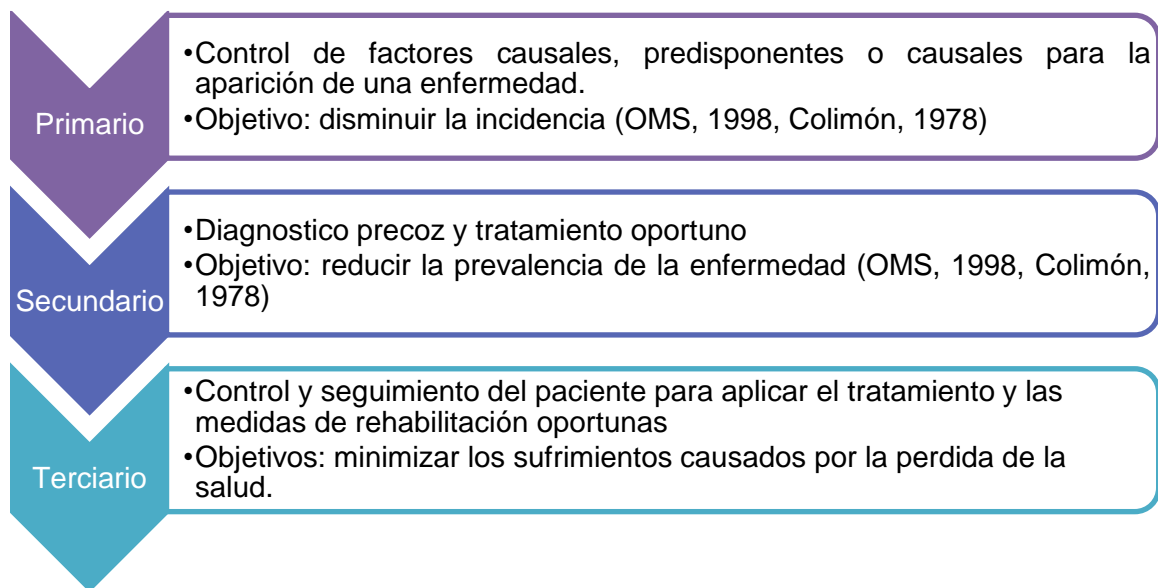 Primario
•Control de factores causales, predisponentes o causales para la
aparición de una enfermedad.
•Objetivo: disminuir la incidencia (OMS, 1998, Colimón, 1978)
Secundario
•Diagnostico precoz y tratamiento oportuno
•Objetivo: reducir la prevalencia de la enfermedad (OMS, 1998, Colimón,
1978)
Terciario
•Control y seguimiento del paciente para aplicar el tratamiento y las
medidas de rehabilitación oportunas
•Objetivos: minimizar los sufrimientos causados por la perdida de la
salud.